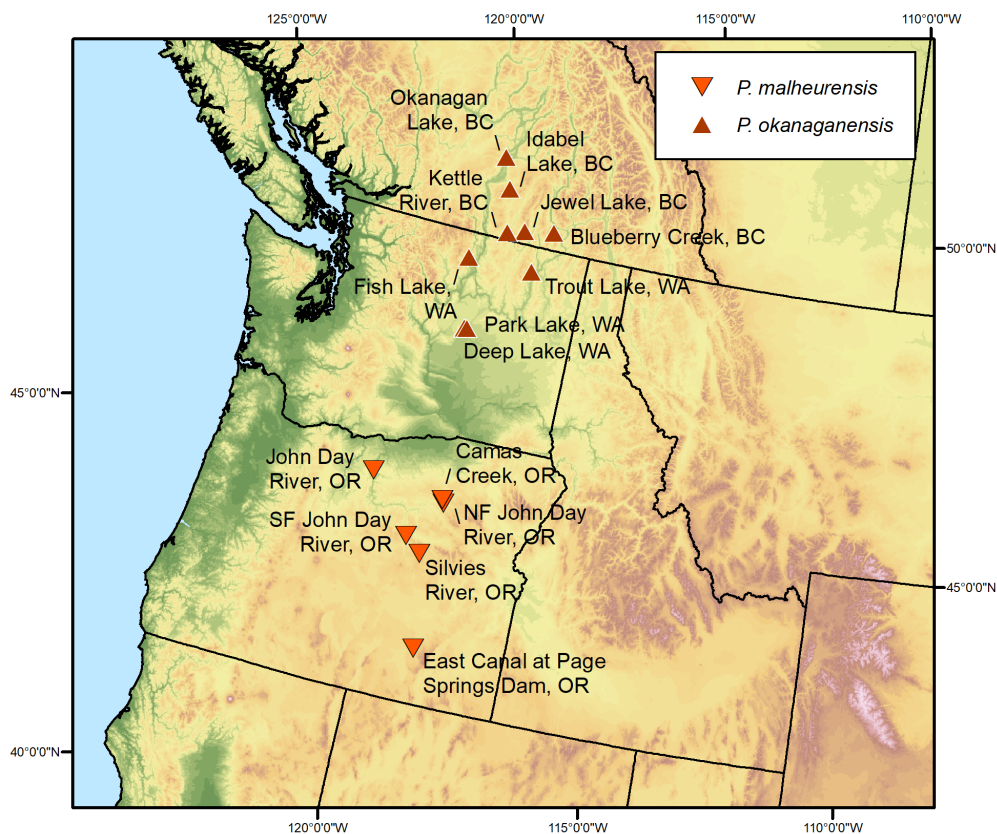 125°0'0"W
120°0'0"W
115°0'0"W
110°0'0"W
P. malheurensis
P. okanaganensis
Okanagan
Lake, BC
Idabel
Lake, BC
Kettle
River, BC
Jewel Lake, BC
Blueberry Creek, BC
50°0'0"N
Fish Lake,
WA
Trout Lake, WA
Park Lake, WA
Deep Lake, WA
45°0'0"N
John Day
River, OR
Camas
Creek, OR
SF John Day
River, OR
NF John Day
River, OR
Silvies
River, OR
45°0'0"N
East Canal at Page
Springs Dam, OR
40°0'0"N
120°0'0"W
115°0'0"W
110°0'0"W